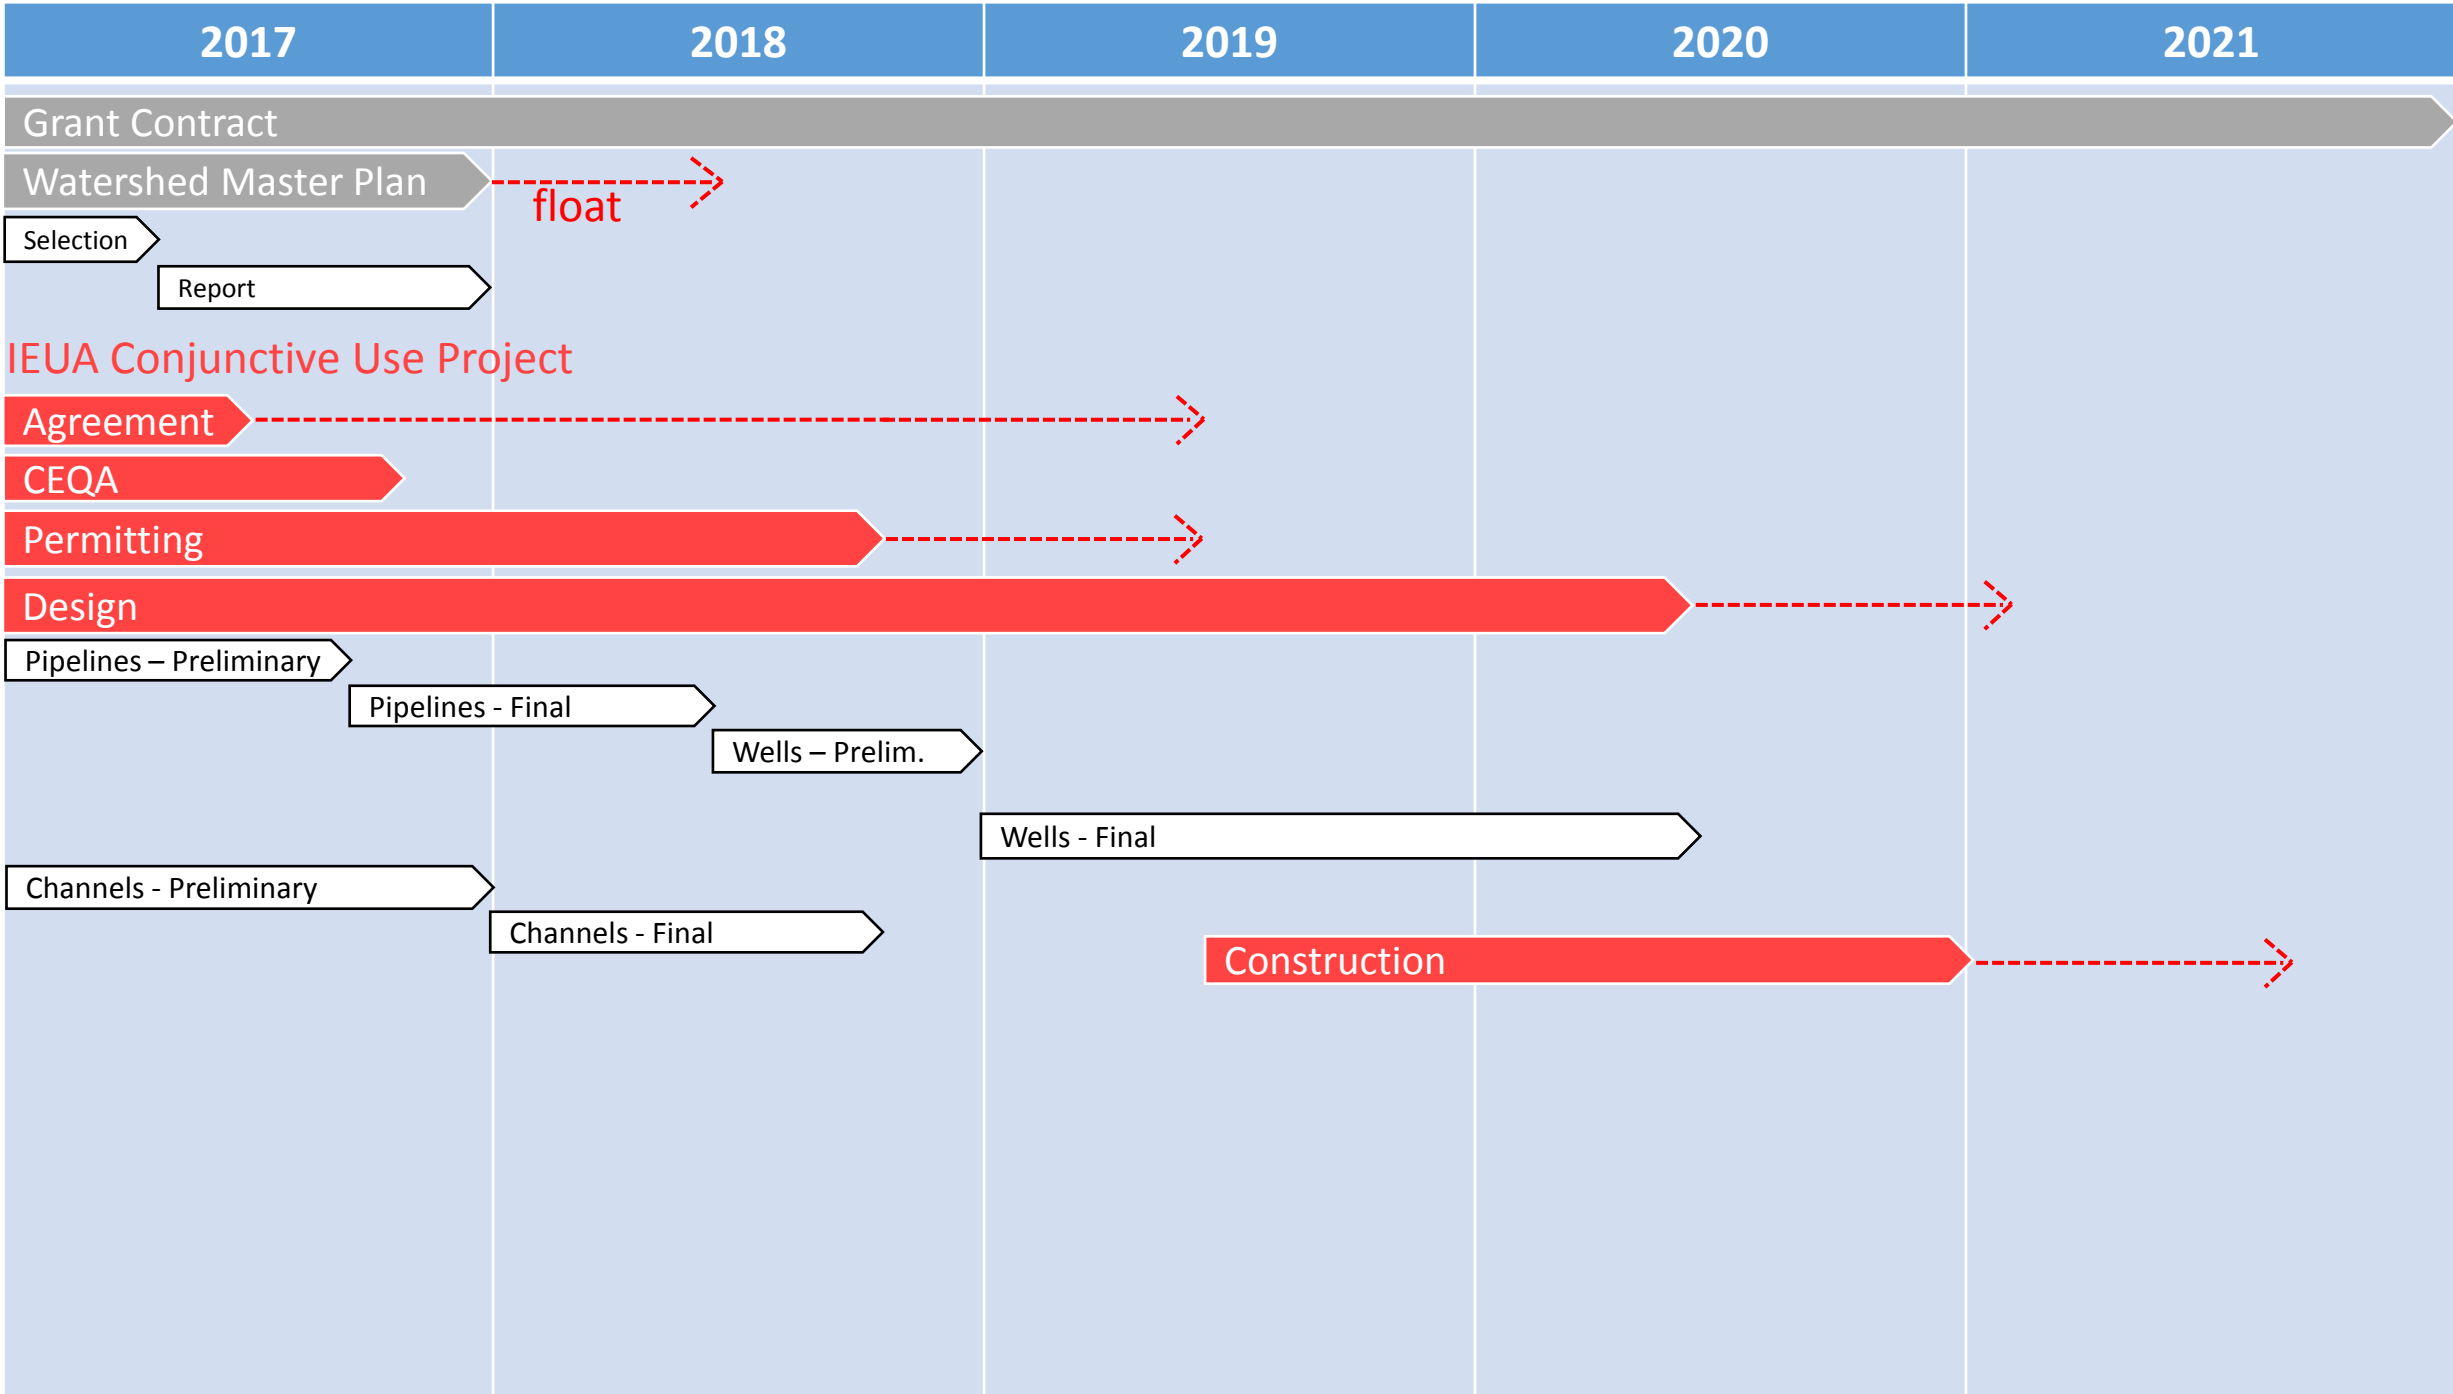 2017 2018 2019 2020 2021
Grant Contract
Watershed Master Plan
float
Selection
Report
IEUA Conjunctive Use Project
Agreement
CEQA
Permitting
Design
Pipelines – Preliminary
Pipelines - Final
Wells – Prelim.
Wells - Final
Channels - Preliminary
Channels - Final
Construction